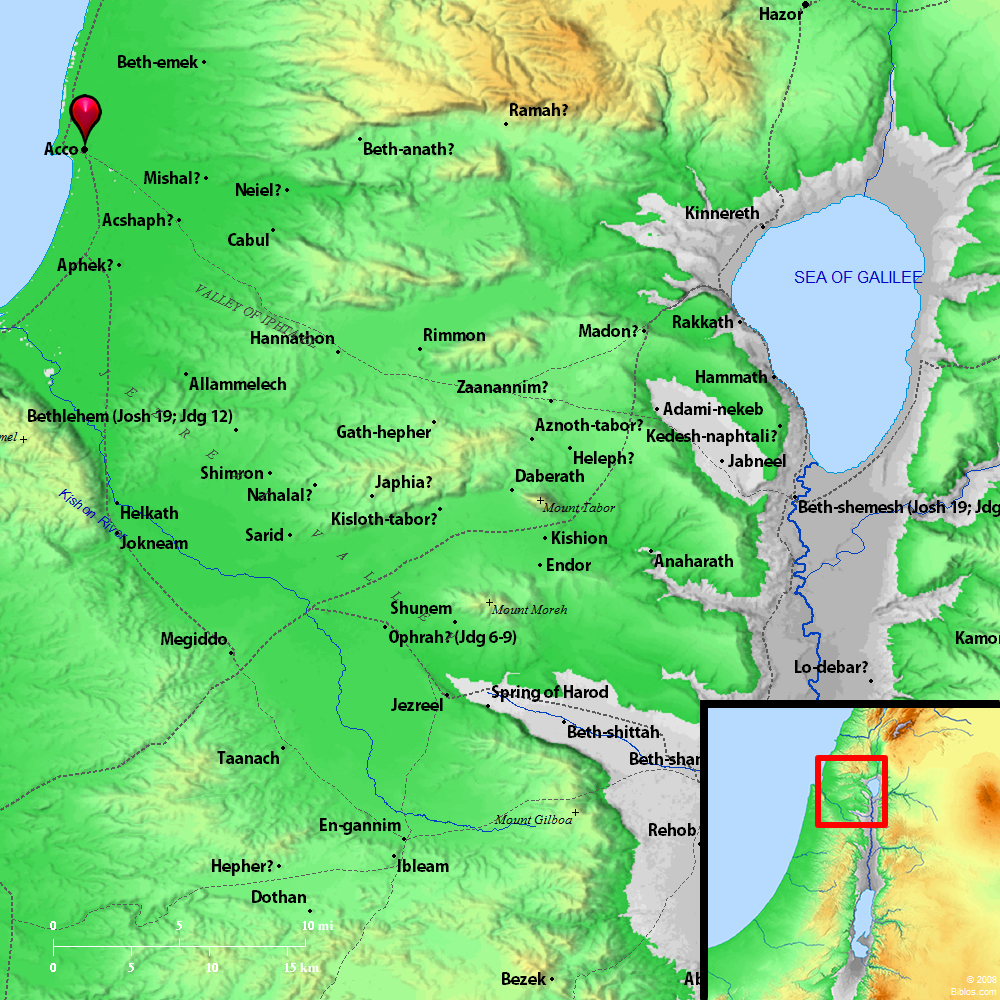 Hazor
Beth-emek
Ramah?
Acco
Beth-anath?
Mishal?
Neiel?
Kinnereth
Acshaph?
Cabul
Aphek?
SEA OF GALILEE
VALLEY OF IPHTAH-EL
Rakkath
Madon?
Rimmon
Hannathon
Hammath
Allammelech
Zaanannim?
Adami-nekeb
Bethlehem (Josh 19; Jdg 12)
Aznoth-tabor?
Kedesh-naphtali?
Gath-hepher
mel
Heleph?
Jabneel
Shimron
Daberath
Japhia?
Nahalal?
Mount Tabor
Beth-shemesh (Josh 19; Jdg
Kishon River
Helkath
Kisloth-tabor?
Sarid
Kishion
Jokneam
JEZREEL VALLEY
Anaharath
Endor
Shunem
Mount Moreh
Ophrah? (Jdg 6-9)
Megiddo
Kamo
Lo-debar?
Spring of Harod
Jezreel
Beth-shittah
Taanach
Beth-shan
Mount Gilboa
En-gannim
Rehob
Hepher?
Ibleam
Dothan
0 5 10 mi
0 5 10 15 km
Bezek
Ab
© 2008
Biblos.com